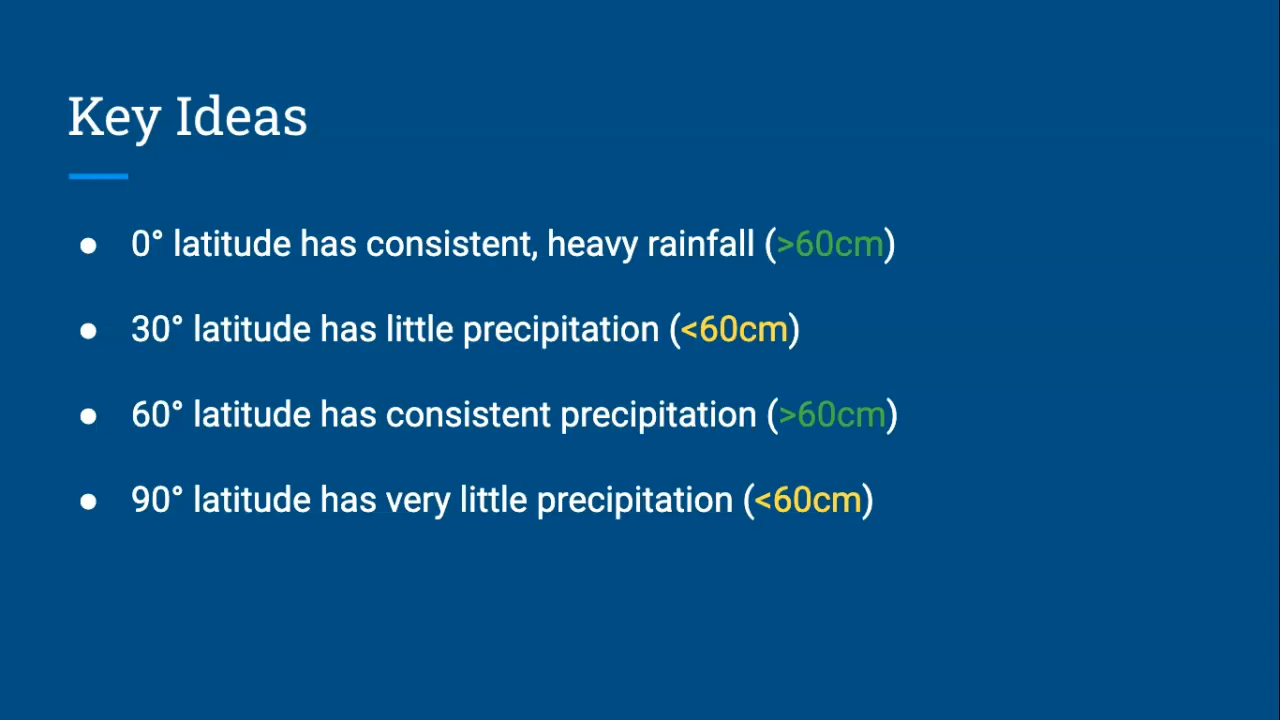 Key Ideas
● 0° latitude has consistent, heavy rainfall (>60cm)
● 30° latitude has little precipitation (<60cm)
● 60° latitude has consistent precipitation (>60cm)
● 90° latitude has very little precipitation (<60cm)